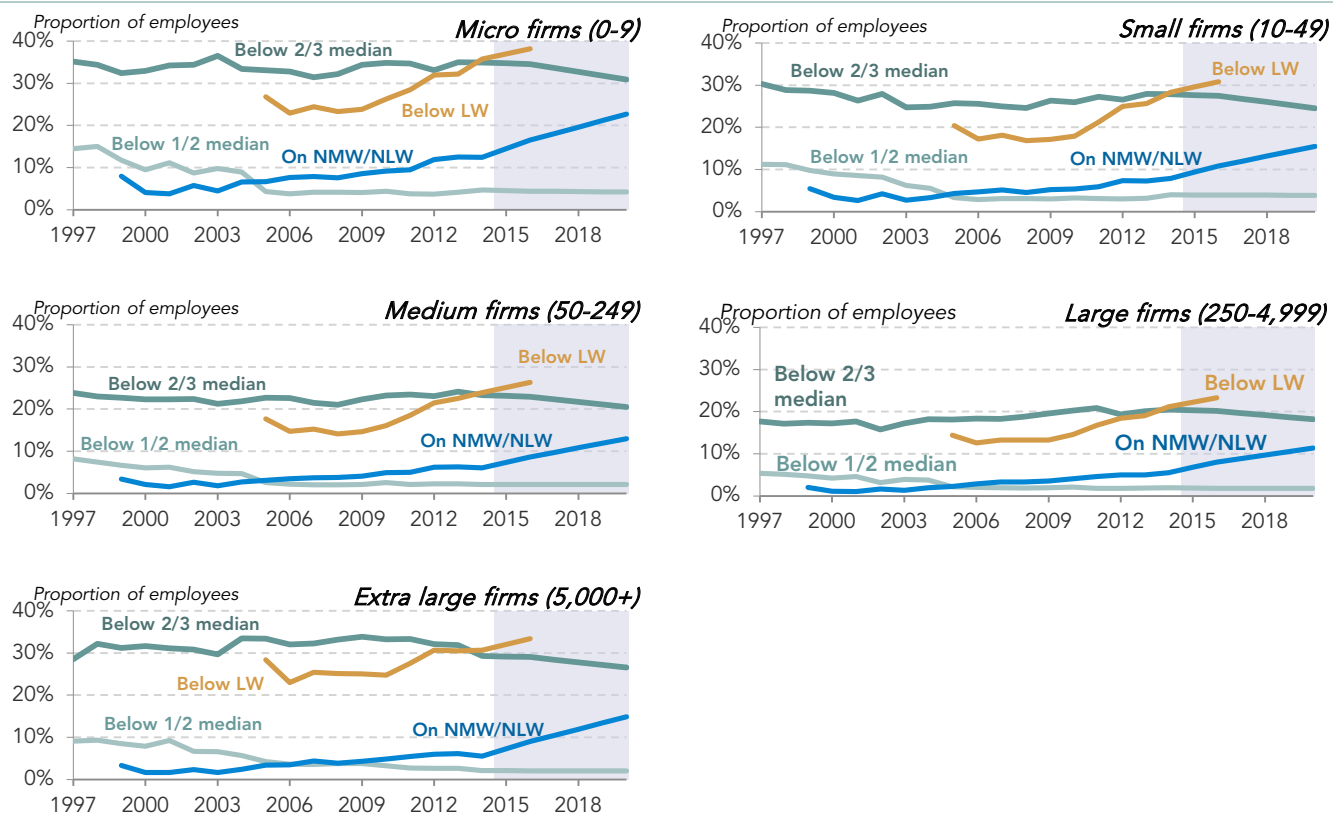 Proportion of employees
Micro firms (0-9)
40%
30%
20%
10%
0%
Below 2/3 median
Below LW
Below 1/2 median
On NMW/NLW
1997 2000 2003 2006 2009 2012 2015 2018
Proportion of employees
Small firms (10-49)
40%
30%
20%
10%
0%
Below LW
Below 2/3 median
Below 1/2 median
On NMW/NLW
1997 2000 2003 2006 2009 2012 2015 2018
Proportion of employees
Medium firms (50-249)
40%
30%
20%
10%
0%
Below LW
Below 2/3 median
On NMW/NLW
Below 1/2 median
1997 2000 2003 2006 2009 2012 2015 2018
Proportion of employees
Large firms (250-4,999)
40%
30%
20%
10%
0%
Below 2/3
median
Below LW
On NMW/NLW
Below 1/2 median
1997 2000 2003 2006 2009 2012 2015 2018
Proportion of employees
Extra large firms (5,000+)
40%
30%
20%
10%
0%
Below 2/3 median
Below LW
Below 1/2 median
On NMW/NLW
1997 2000 2003 2006 2009 2012 2015 2018